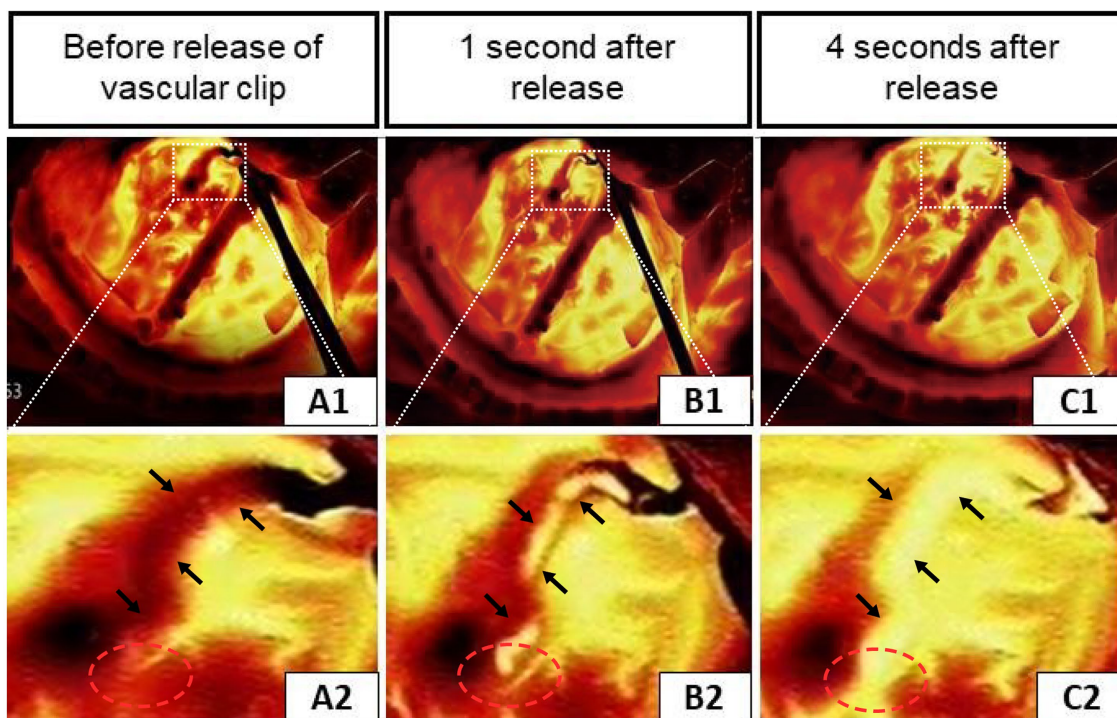 Before release of
vascular clip
1 second after
release
4 seconds after
release
53
A1
B1
C1
A2
B2
C2